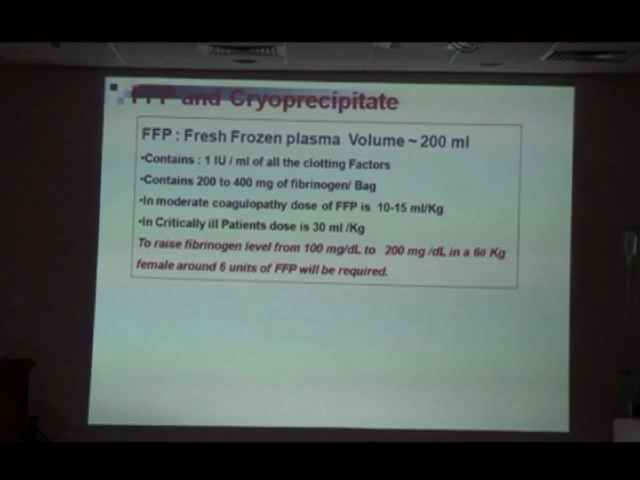 FFP and Cryoprecipitate
FFP : Fresh Frozen plasma Volume ~ 200 ml
•Contains : 1 IU / ml of all the clotting Factors
•Contains 200 to 400 mg of fibrinogen/ Bag
•In moderate coagulopathy dose of FFP is 10-15 ml/Kg
•In Critically ill Patients dose is 30 ml /Kg
To raise fibrinogen level from 100 mg/dL to 200 mg /dL in a 60 Kg
female around 6 units of FFP will be required.